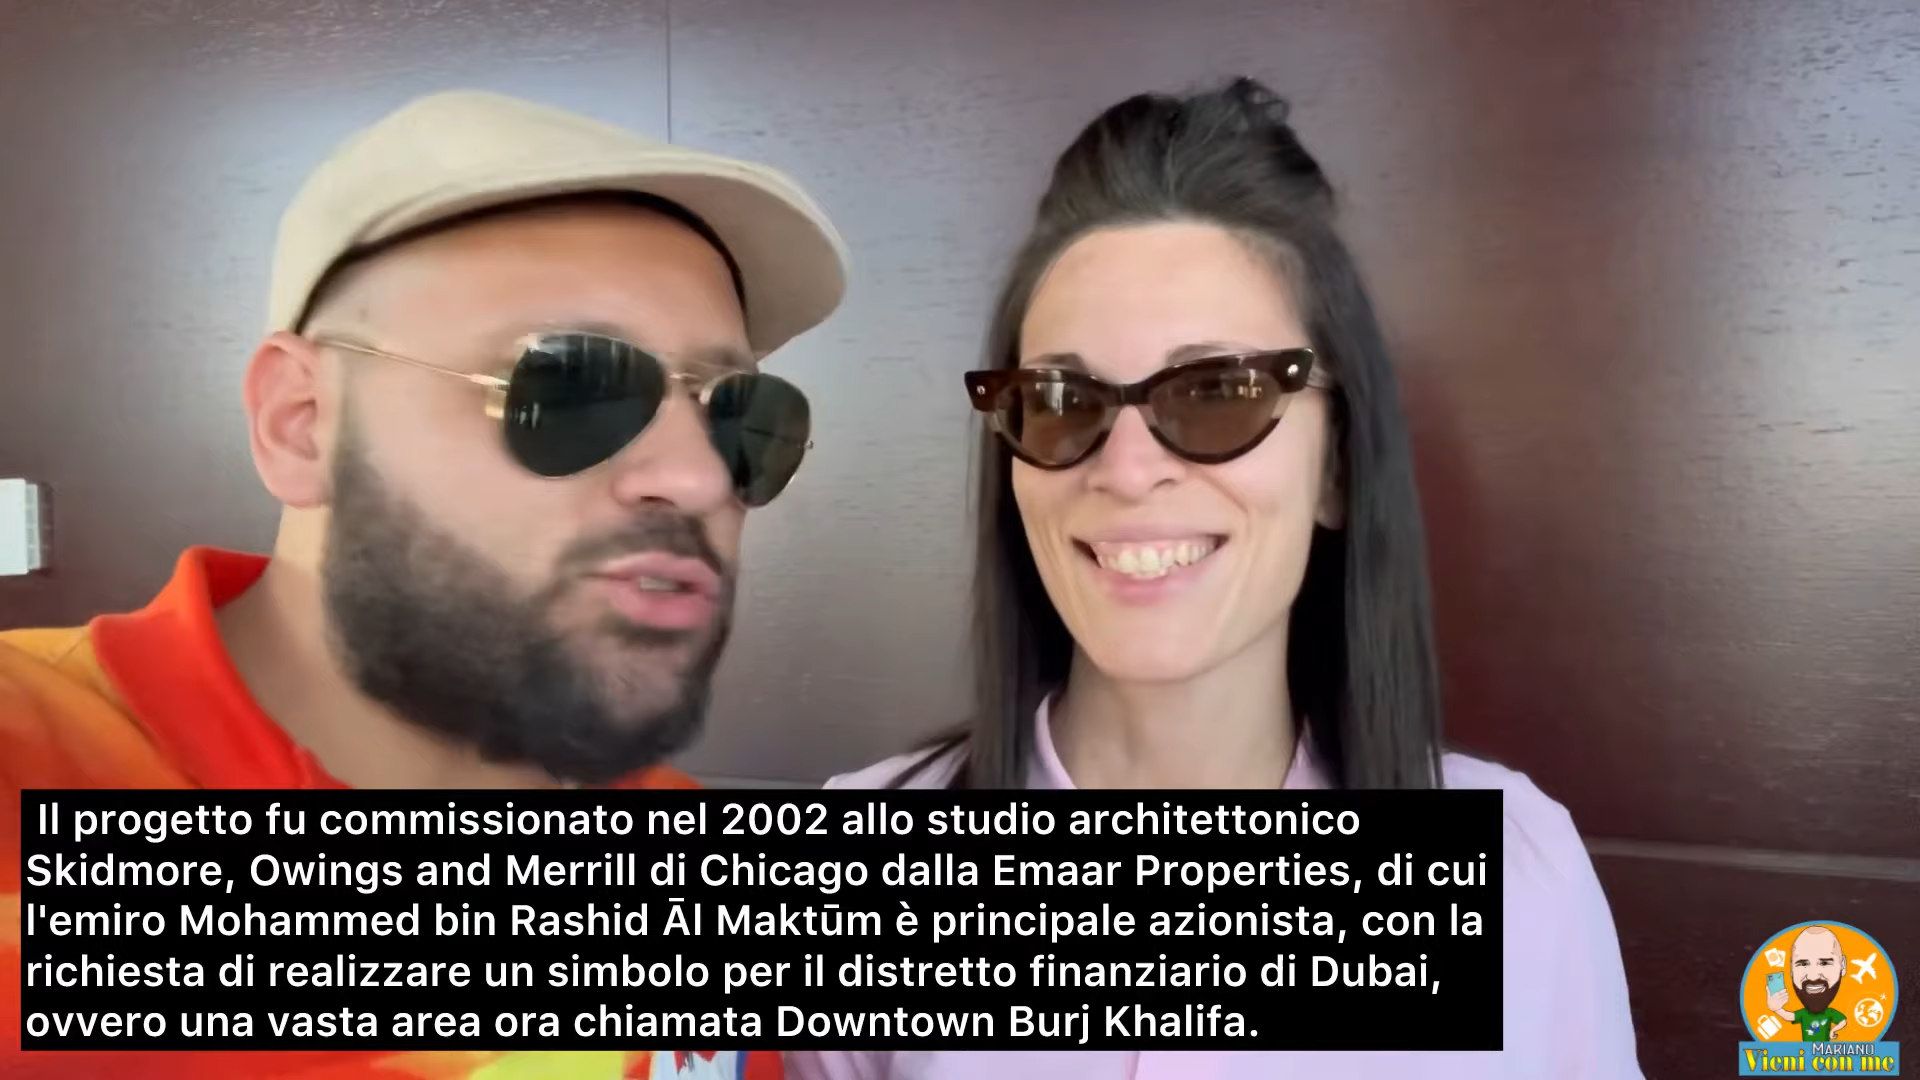 Il progetto fu commissionato nel 2002 allo studio architettonico
Skidmore, Owings and Merrill di Chicago dalla Emaar Properties, di cui
l'emiro Mohammed bin Rashid Āl Maktūm è principale azionista, con la
richiesta di realizzare un simbolo per il distretto finanziario di Dubai,
ovvero una vasta area ora chiamata Downtown Burj Khalifa.
MARIANO
Vieni con me